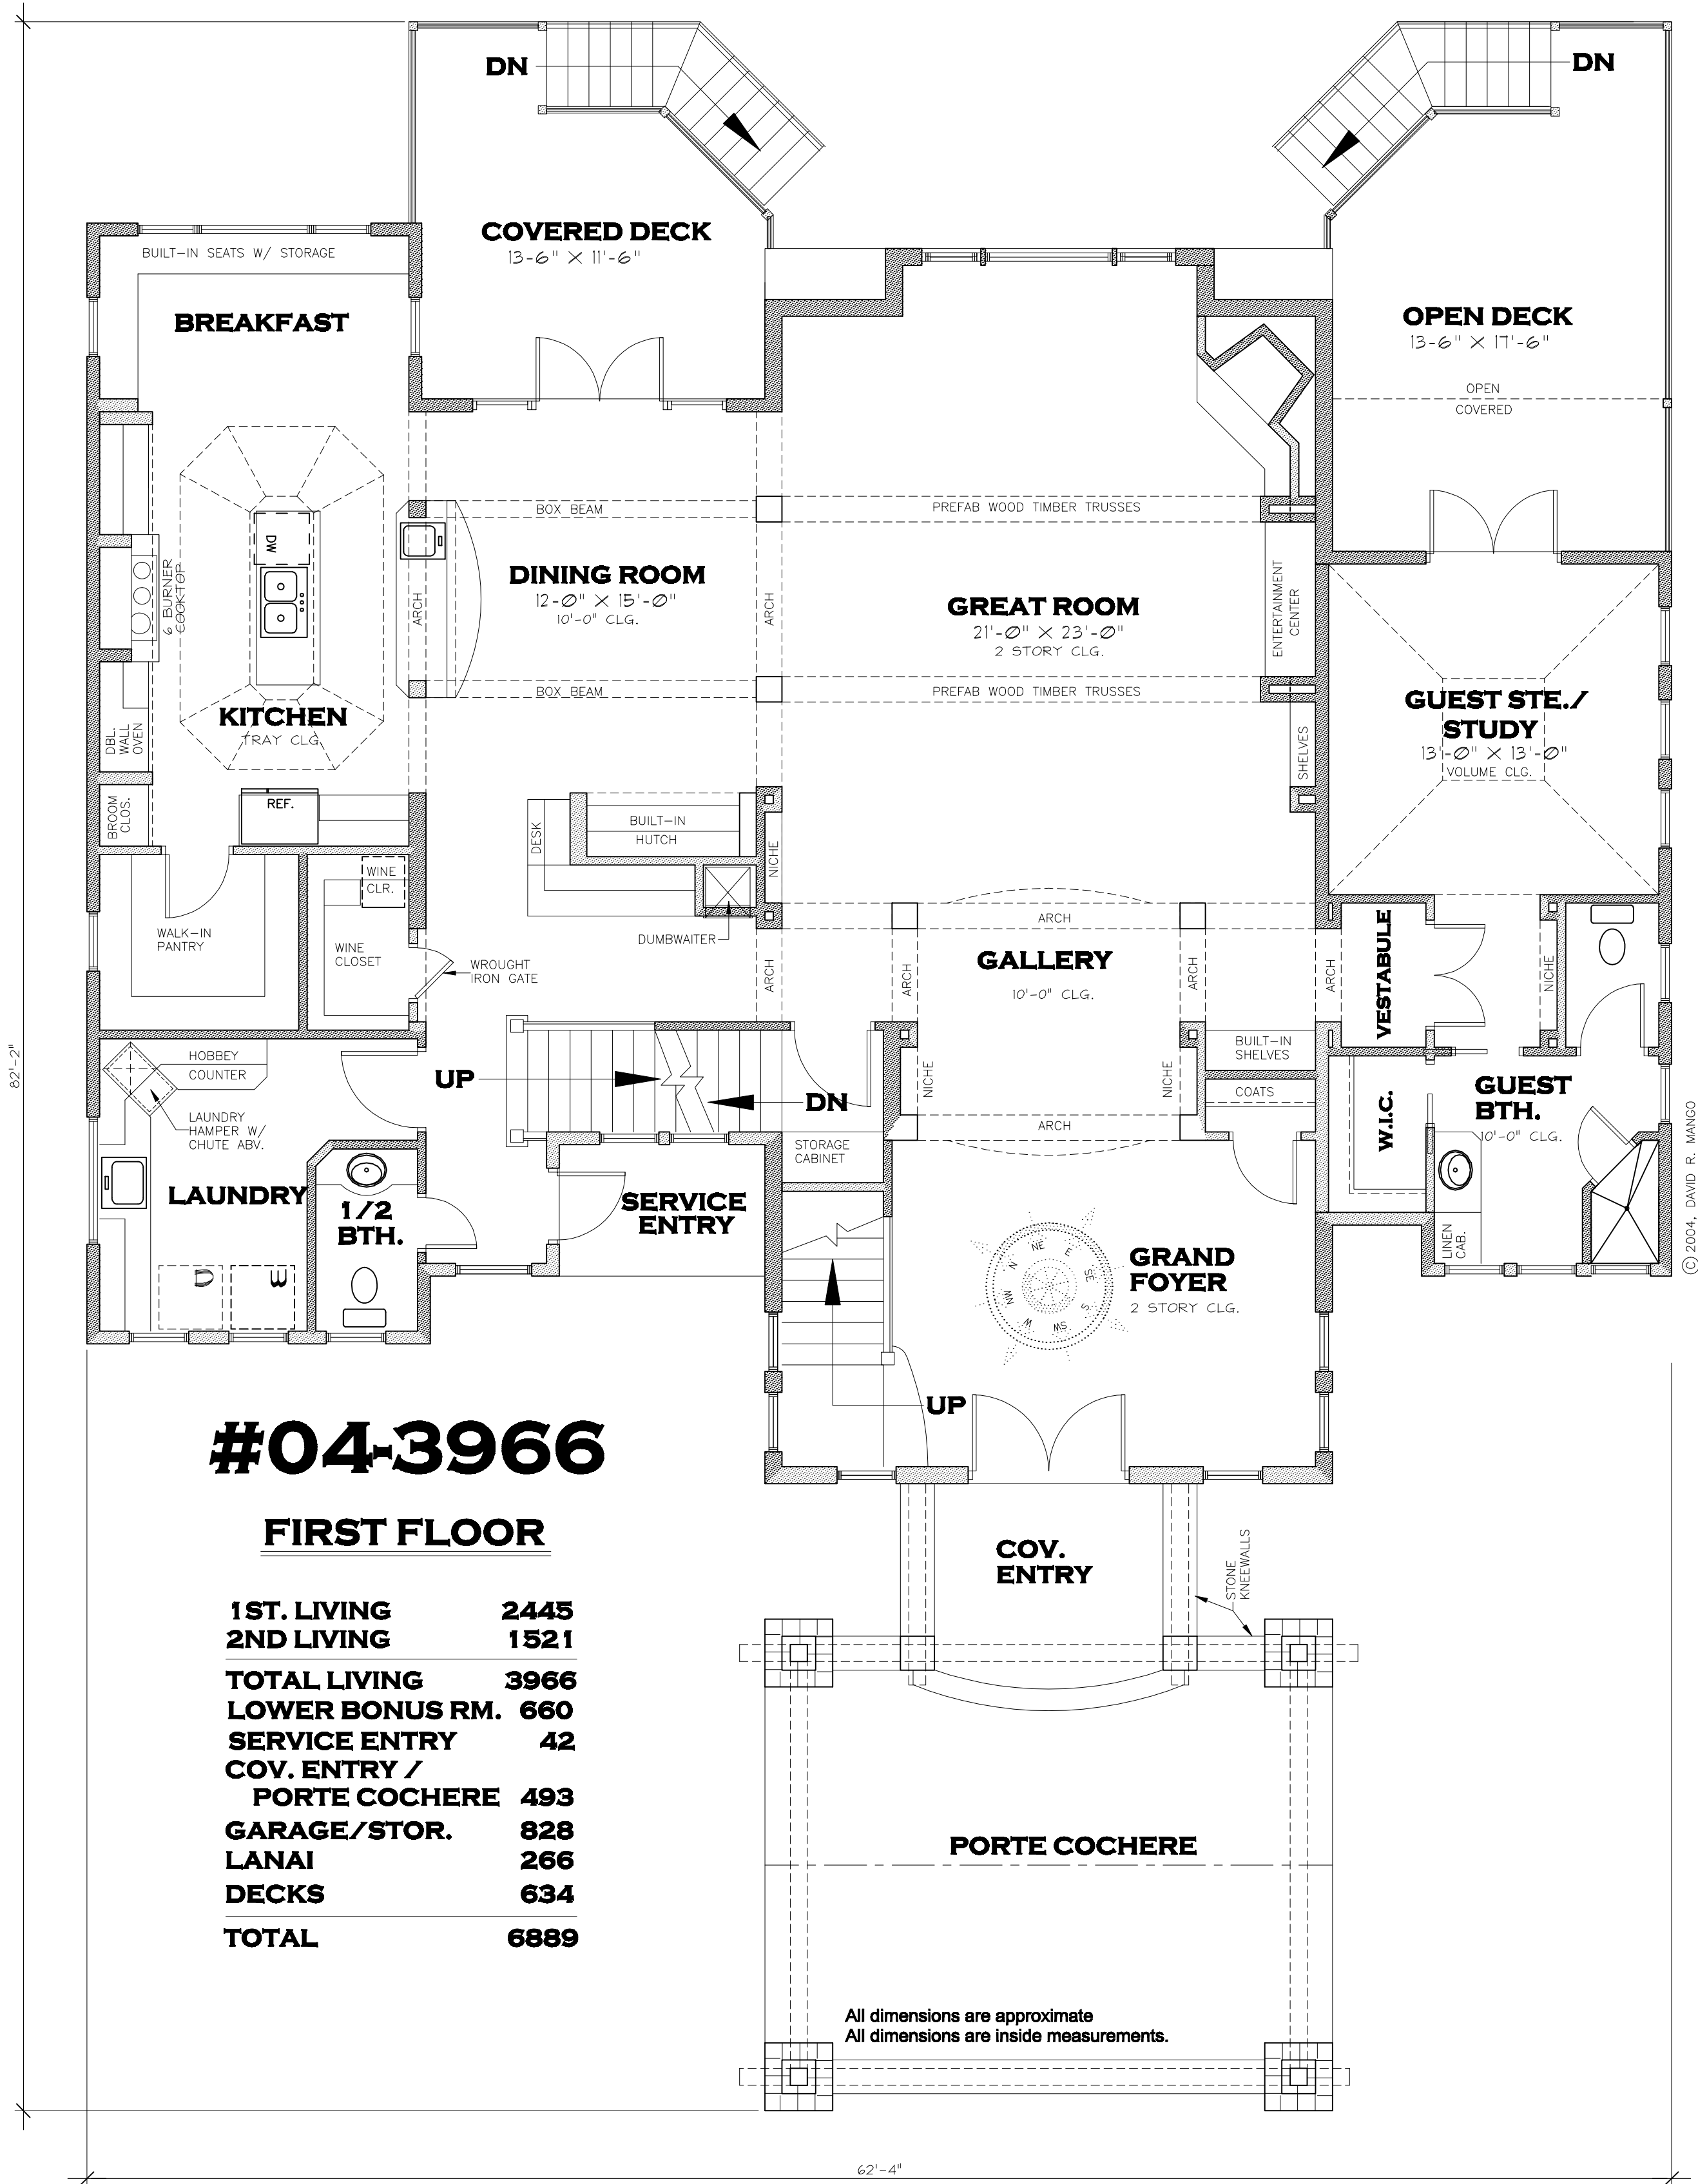 DN
DN
COVERED DECK
13-6" X 11'-6"
BUILT-IN SEATS W/ STORAGE
BREAKFAST
OPEN DECK
13-6" X 17'-6"
OPEN
COVERED
BOX BEAM
PREFAB WOOD TIMBER TRUSSES
DW
6 BURNER
COOKTOP
ARCH
DINING ROOM
12-0" X 15'-0"
10'-0" CLG.
ARCH
GREAT ROOM
21'-0" X 23'-0"
2 STORY CLG.
ENTERTAINMENT
CENTER
BOX BEAM
PREFAB WOOD TIMBER TRUSSES
KITCHEN
TRAY CLG.
DBL.
WALL
OVEN
GUEST STE./
STUDY
13'-0" X 13'-0"
VOLUME CLG.
SHELVES
BROOM
CLOS.
REF.
DESK
BUILT-IN
HUTCH
NICHE
WINE
CLR.
WALK-IN
PANTRY
WINE
CLOSET
WROUGHT
IRON GATE
DUMBWAITER
ARCH
ARCH
ARCH
GALLERY
10'-0" CLG.
ARCH
ARCH
VESTABULE
NICHE
HOBBEY
COUNTER
LAUNDRY
HAMPER W/
CHUTE ABV.
UP
DN
NICHE
ARCH
NICHE
BUILT-IN
SHELVES
COATS
W.I.C.
GUEST
BTH.
10'-0" CLG.
STORAGE
CABINET
LAUNDRY
1/2
BTH.
SERVICE
ENTRY
LINEN
CAB.
D
W
N
NE
E
SE
S
SW
W
NW
GRAND
FOYER
2 STORY CLG.
UP
82'-2"
(C) 2004, DAVID R. MANGO
#04-3966
FIRST FLOOR
1ST. LIVING 2445
2ND LIVING 1521
TOTAL LIVING 3966
LOWER BONUS RM. 660
SERVICE ENTRY 42
COV. ENTRY /
PORTE COCHERE 493
GARAGE/STOR. 828
LANAI 266
DECKS 634
TOTAL 6889
COV.
ENTRY
STONE
KNEEWALLS
PORTE COCHERE
All dimensions are approximate
All dimensions are inside measurements.
62'-4"